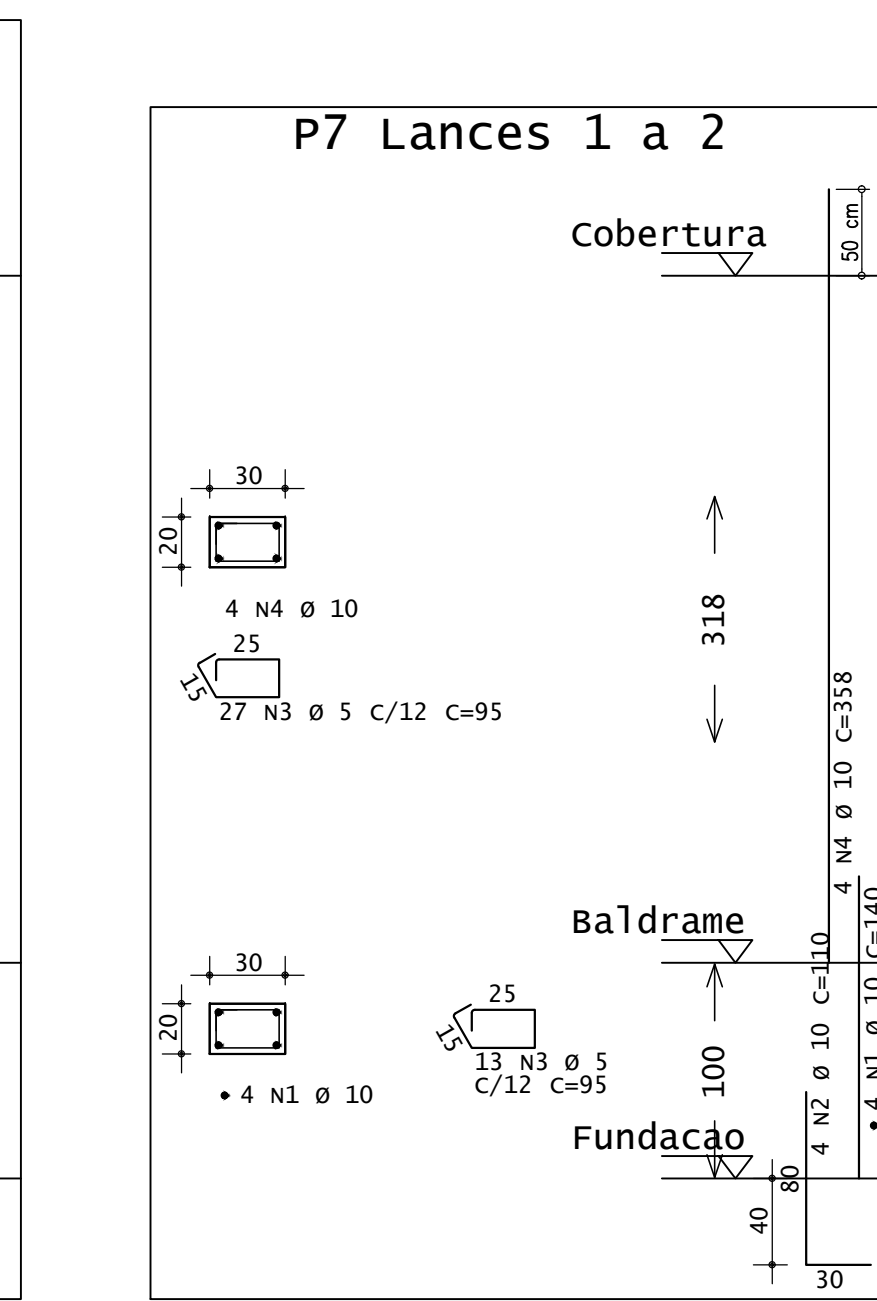 P7 Lances 1 a 2
Cobertura
50 cm
30
20
4 N4 Ø 10
25
15
27 N3 Ø 5 C/12 C=95
318
4 N4 Ø 10 C=358
Baldrame
30
20
• 4 N1 Ø 10
25
15
13 N3 Ø 5
C/12 C=95
100
4 N2 Ø 10 C=110
• 4 N1 Ø 10 C=140
Fundacao
80
40
30